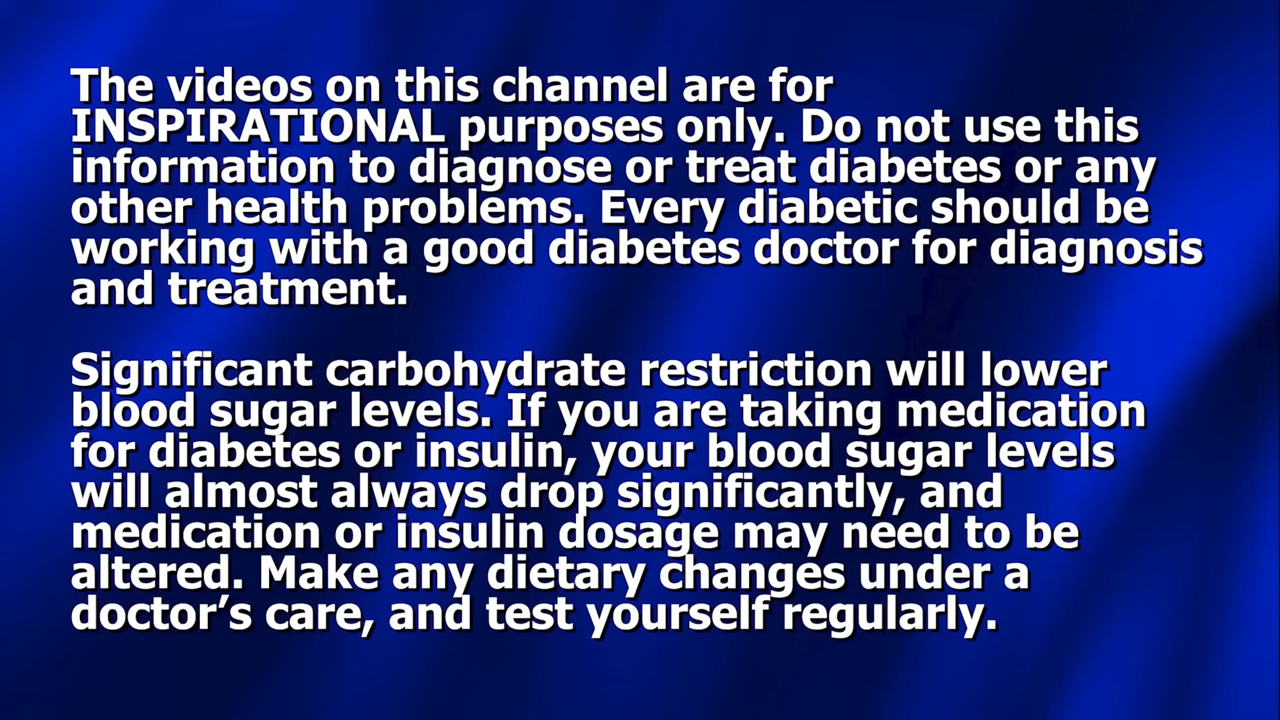 The videos on this channel are for
INSPIRATIONAL purposes only. Do not use this
information to diagnose or treat diabetes or any
other health problems. Every diabetic should be
working with a good diabetes doctor for diagnosis
and treatment.
Significant carbohydrate restriction will lower
blood sugar levels. If you are taking medication
for diabetes or insulin, your blood sugar levels
will almost always drop significantly, and
medication or insulin dosage may need to be
altered. Make any dietary changes under a
doctor’s care, and test yourself regularly.